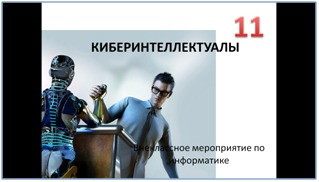 11
КИБЕРИНТЕЛЛЕКТУАЛЫ
Внеклассное мероприятие по
информатике